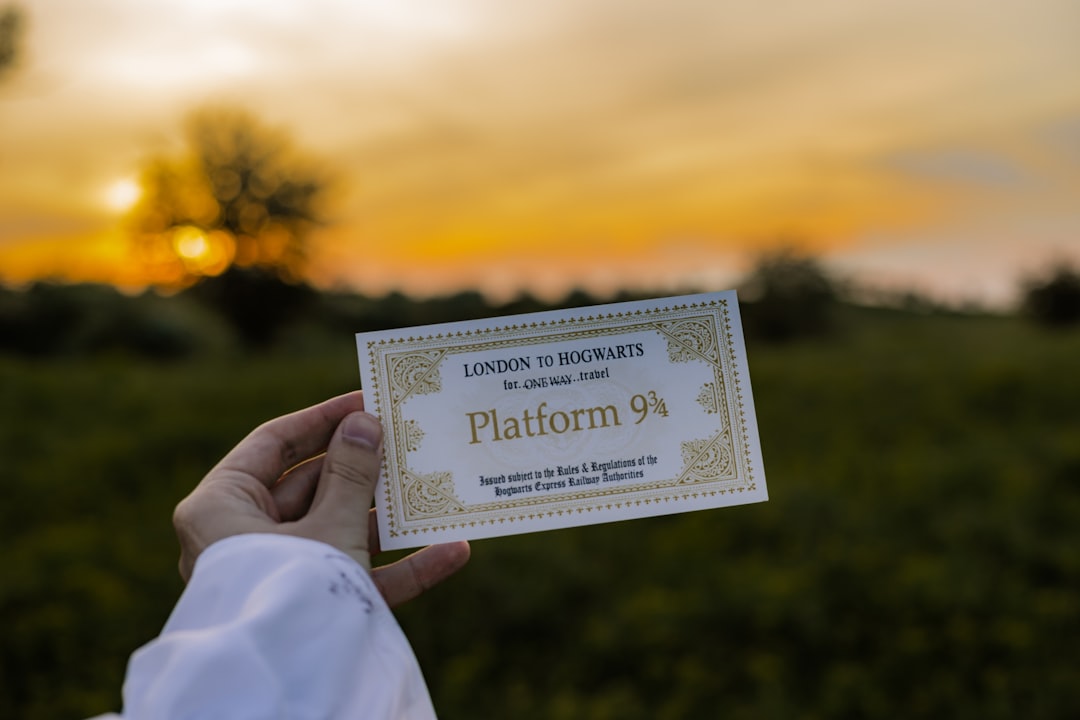 LONDON TO HOGWARTS
for..ONE WAY..travel
Platform 9¾
Issued subject to the Rules & Regulations of the
Hogwarts Express Railway Authorities